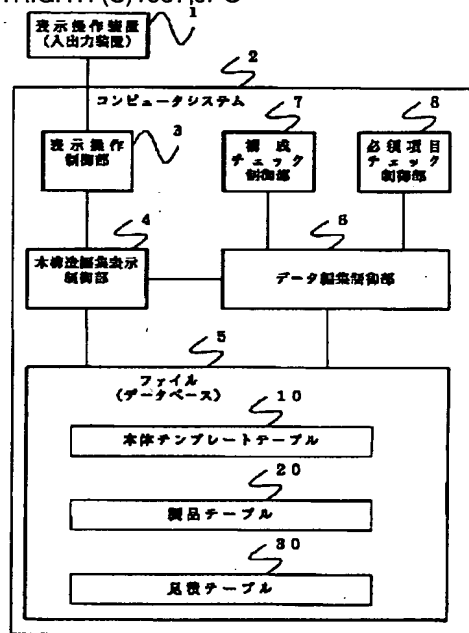 1
表示操作装置
(入出力装置)
2
コンピュータシステム
7
8
表示操作
制御部
3
構成
チェック
制御部
必須項目
チェック
制御部
4
6
木構造編集表示
制御部
データ編集制御部
5
ファイル
(データベース)
10
本体テンプレートテーブル
20
製品テーブル
30
見積テーブル